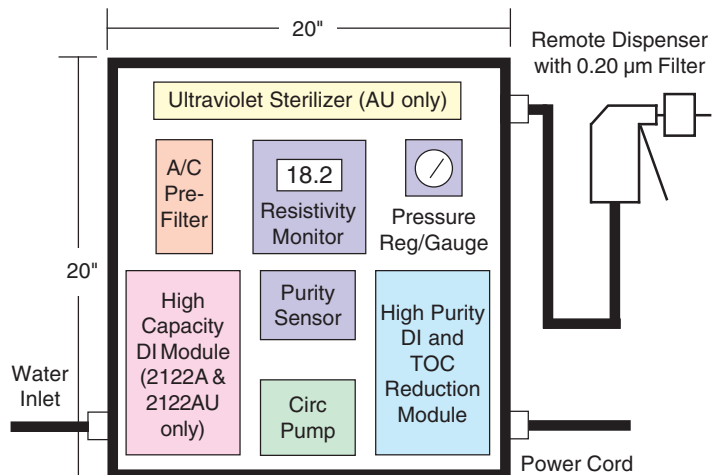 20"
Remote Dispenser
with 0.20 µm Filter
Ultraviolet Sterilizer (AU only)
A/C
Pre-
Filter
18.2
Resistivity
Monitor
Pressure
Reg/Gauge
20"
High
Capacity
DI Module
(2122A &
2122AU
only)
Purity
Sensor
High Purity
DI and
TOC
Reduction
Module
Water
Inlet
Circ
Pump
Power Cord